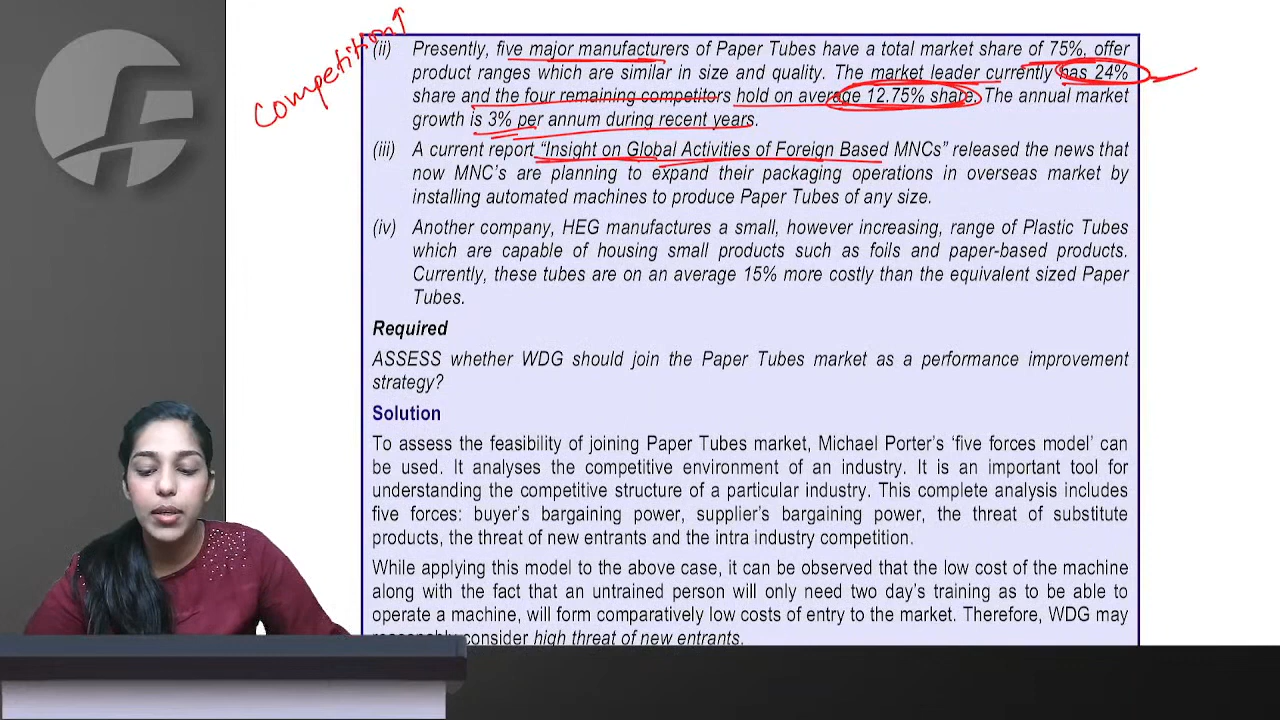 Competition↑
(ii) Presently, five major manufacturers of Paper Tubes have a total market share of 75%, offer
product ranges which are similar in size and quality. The market leader currently has 24%
share and the four remaining competitors hold on average 12.75% share. The annual market
growth is 3% per annum during recent years.
(iii) A current report “Insight on Global Activities of Foreign Based MNCs” released the news that
now MNC’s are planning to expand their packaging operations in overseas market by
installing automated machines to produce Paper Tubes of any size.
(iv) Another company, HEG manufactures a small, however increasing, range of Plastic Tubes
which are capable of housing small products such as foils and paper-based products.
Currently, these tubes are on an average 15% more costly than the equivalent sized Paper
Tubes.
Required
ASSESS whether WDG should join the Paper Tubes market as a performance improvement
strategy?
Solution
To assess the feasibility of joining Paper Tubes market, Michael Porter’s ‘five forces model’ can
be used. It analyses the competitive environment of an industry. It is an important tool for
understanding the competitive structure of a particular industry. This complete analysis includes
five forces: buyer’s bargaining power, supplier’s bargaining power, the threat of substitute
products, the threat of new entrants and the intra industry competition.
While applying this model to the above case, it can be observed that the low cost of the machine
along with the fact that an untrained person will only need two day’s training as to be able to
operate a machine, will form comparatively low costs of entry to the market. Therefore, WDG may
reasonably consider high threat of new entrants.